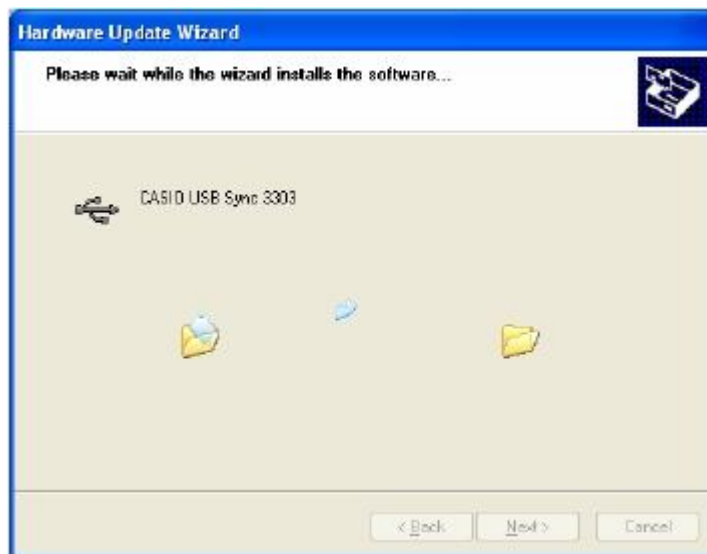 Hardware Update Wizard
Please wait while the wizard installs the software...
CASIO USB Sync 3303
< Back Next > Cancel